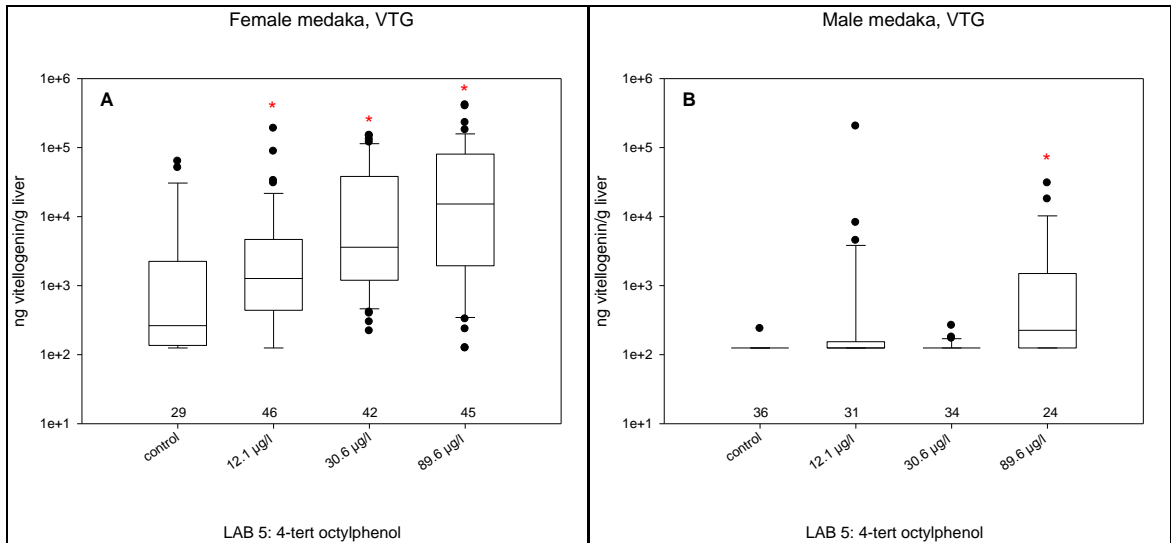 Female medaka, VTG
A
ng vitellogenin/g liver
1e+6
1e+5
1e+4
1e+3
1e+2
1e+1
*
*
*
29 46 42 45
control 12.1 µg/l 30.6 µg/l 89.6 µg/l
LAB 5: 4-tert octylphenol
Male medaka, VTG
B
ng vitellogenin/g liver
1e+6
1e+5
1e+4
1e+3
1e+2
1e+1
*
36 31 34 24
control 12.1 µg/l 30.6 µg/l 89.6 µg/l
LAB 5: 4-tert octylphenol